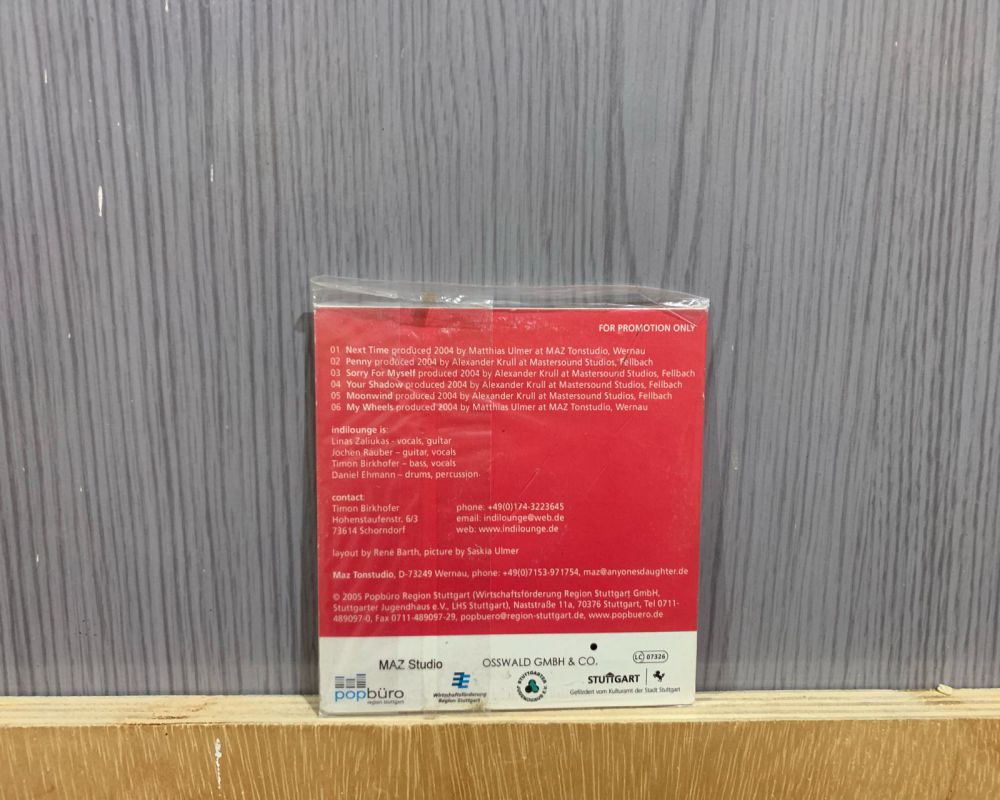 FOR PROMOTION ONLY
01 Next Time produced 2004 by Matthias Ulmer at MAZ Tonstudio, Wernau
02 Penny produced 2004 by Alexander Krull at Mastersound Studios, Fellbach
03 Sorry For Myself produced 2004 by Alexander Krull at Mastersound Studios, Fellbach
04 Your Shadow produced 2004 by Alexander Krull at Mastersound Studios, Fellbach
05 Moonwind produced 2004 by Alexander Krull at Mastersound Studios, Fellbach
06 My Wheels produced 2004 by Matthias Ulmer at MAZ Tonstudio, Wernau
indilounge is:
Linas Zaliukas - vocals, guitar
Jochen Rauber – guitar, vocals
Timon Birkhofer – bass, vocals
Daniel Ehmann – drums, percussion
contact:
Timon Birkhofer phone: +49(0)174-3223645
Hohenstaufenstr. 6/3 email: indilounge@web.de
73614 Schorndorf web: www.indilounge.de
layout by René Barth, picture by Saskia Ulmer
Maz Tonstudio, D-73249 Wernau, phone: +49(0)7153-971754, maz@anyonesdaughter.de
© 2005 Popbüro Region Stuttgart (Wirtschaftsförderung Region Stuttgart GmbH,
Stuttgarter Jugendhaus e.V., LHS Stuttgart), Naststraße 11a, 70376 Stuttgart, Tel 0711-
489097-0, Fax 0711-489097-29, popbuero@region-stuttgart.de, www.popbuero.de
MAZ Studio OSSWALD GMBH & CO. LC 07326
popbüro
region stuttgart
Wirtschaftsförderung
Region Stuttgart
STUTTGARTER JUGENDHAUS E.V.
STUTTGART
Gefördert vom Kulturamt der Stadt Stuttgart